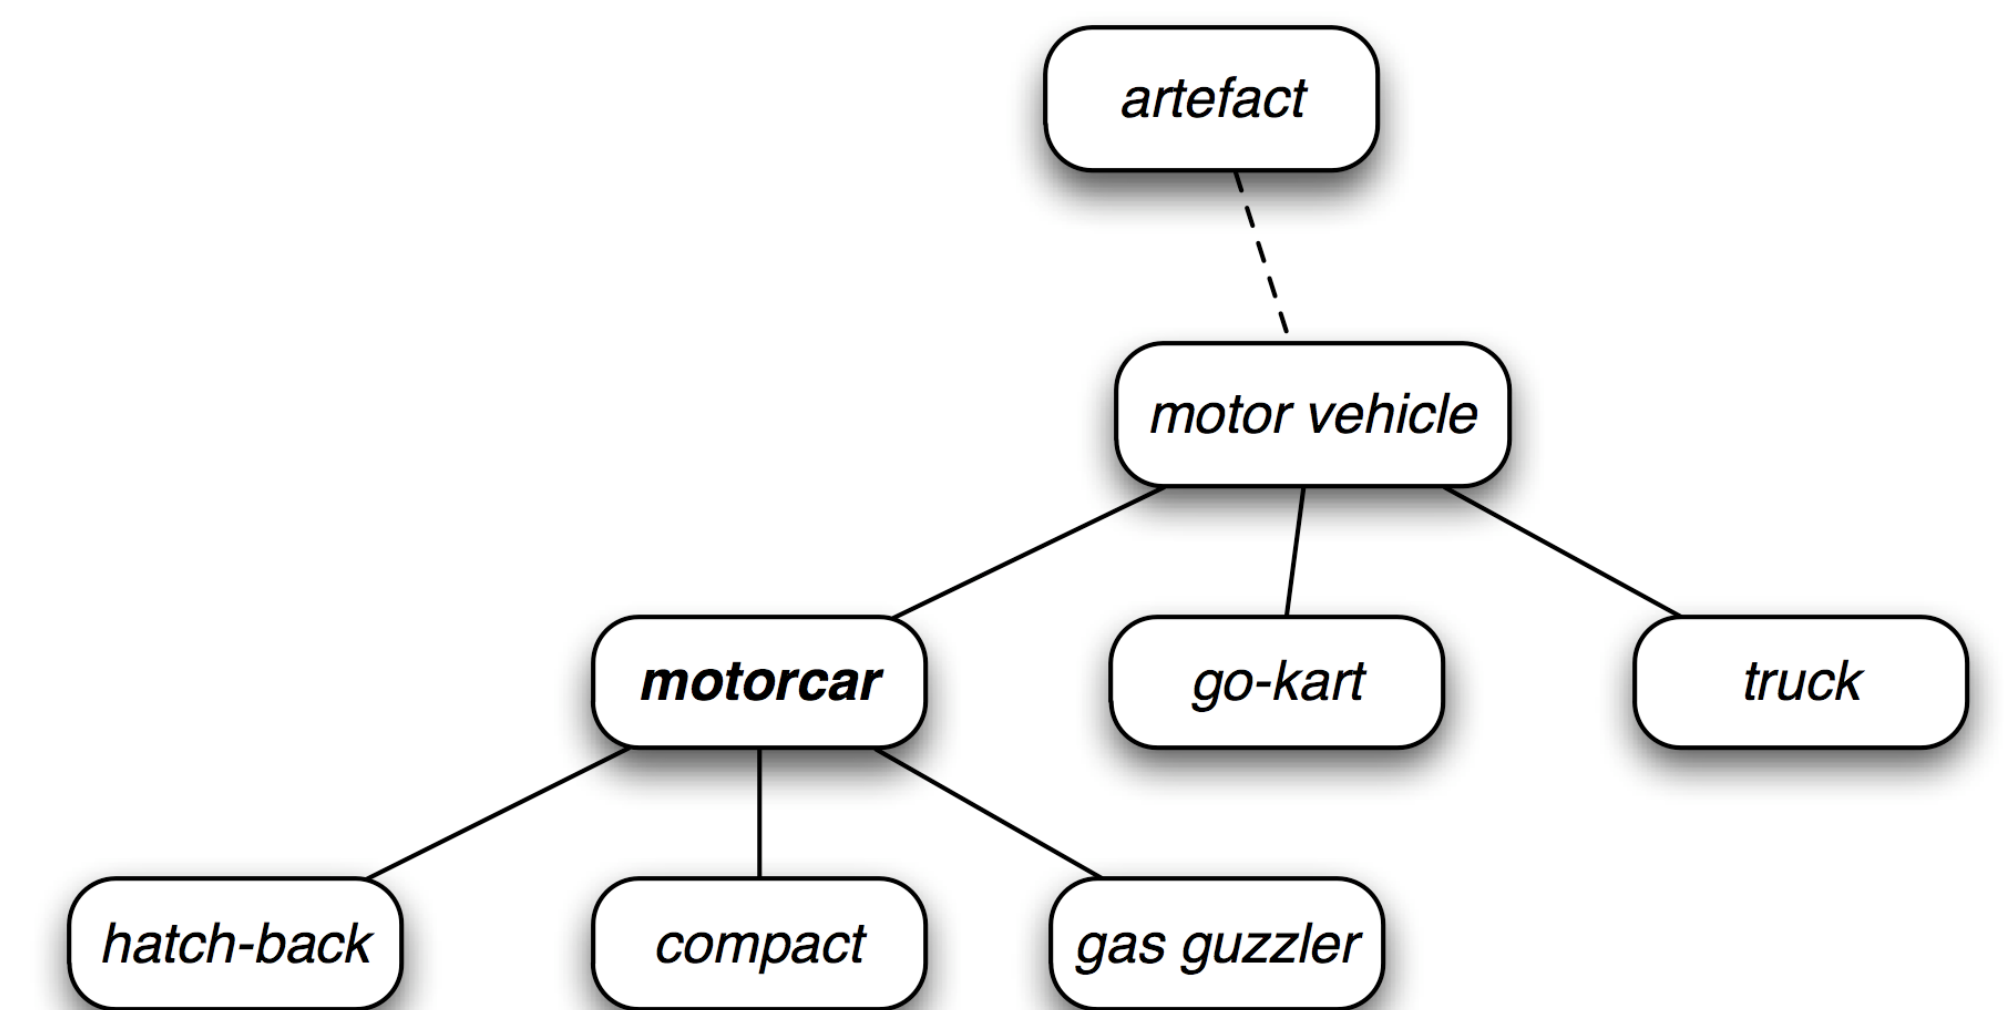 artefact
motor vehicle
motorcar
go-kart
truck
hatch-back
compact
gas guzzler